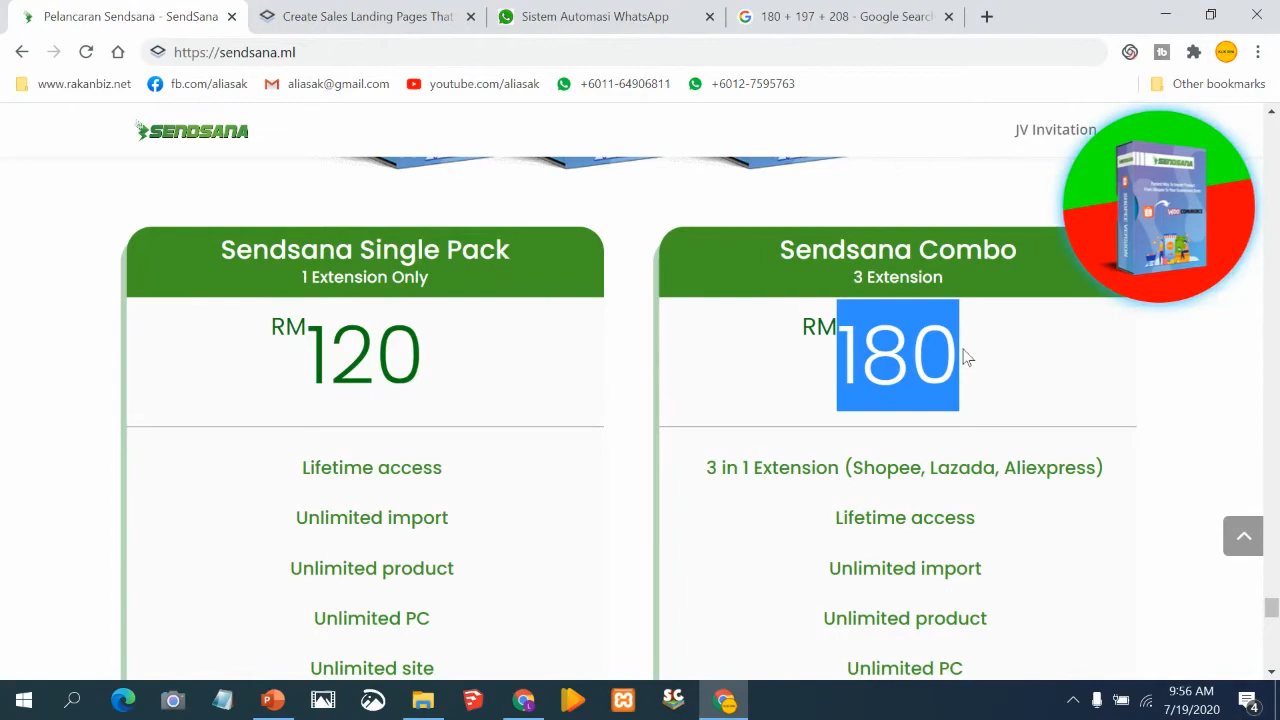 Pelancaran Sendsana - SendSan
Create Sales Landing Pages That
Sistem Automasi WhatsApp
180 + 197 + 208 - Google Search
https://sendsana.ml
www.rakanbiz.net
fb.com/aliasak
aliasak@gmail.com
youtube.com/aliasak
+6011-64906811
+6012-7595763
Other bookmarks
SENDSANA
JV Invitation
SENDSANA
WOO COMMERCE
Sendsana Single Pack
1 Extension Only
RM120
Lifetime access
Unlimited import
Unlimited product
Unlimited PC
Unlimited site
Sendsana Combo
3 Extension
RM180
3 in 1 Extension (Shopee, Lazada, Aliexpress)
Lifetime access
Unlimited import
Unlimited product
Unlimited PC
9:56 AM
7/19/2020
4